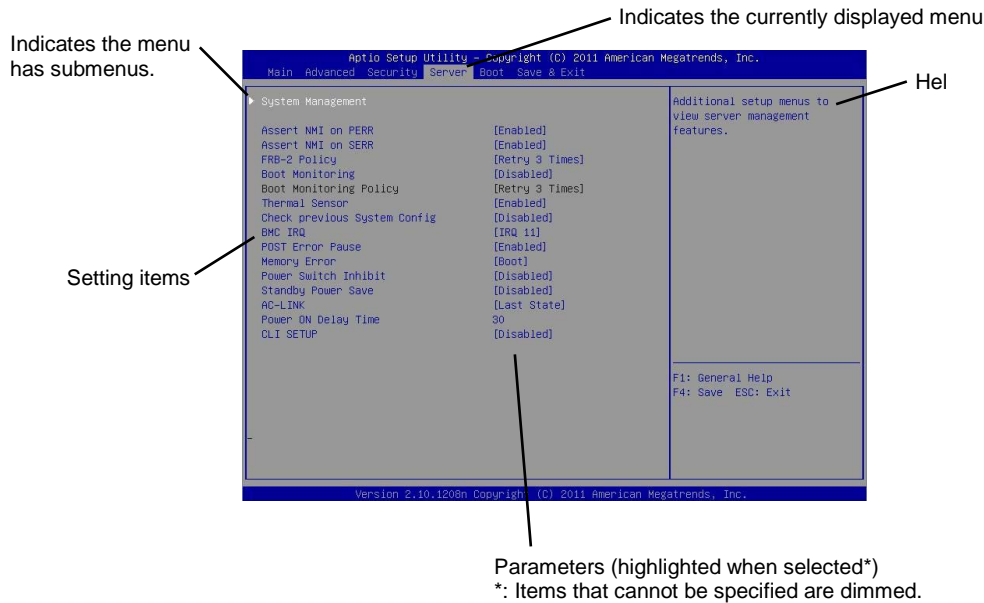 Indicates the currently displayed menu
Indicates the menu
has submenus.
Aptio Setup Utility - Copyright (C) 2011 American Megatrends, Inc.
Main Advanced Security Server Boot Save & Exit
Hel
System Management
Additional setup menus to
view server management
features.
Assert NMI on PERR [Enabled]
Assert NMI on SERR [Enabled]
FRB-2 Policy [Retry 3 Times]
Boot Monitoring [Disabled]
Boot Monitoring Policy [Retry 3 Times]
Thermal Sensor [Enabled]
Check previous System Config [Disabled]
BMC IRQ [IRQ 11]
POST Error Pause [Enabled]
Memory Error [Boot]
Power Switch Inhibit [Disabled]
Standby Power Save [Disabled]
AC-LINK [Last State]
Power ON Delay Time 30
CLI SETUP [Disabled]
Setting items
F1: General Help
F4: Save ESC: Exit
Version 2.10.1208n Copyright (C) 2011 American Megatrends, Inc.
Parameters (highlighted when selected*)
*: Items that cannot be specified are dimmed.